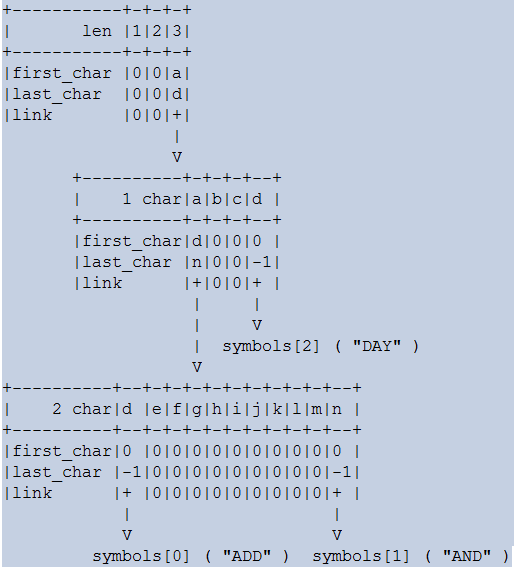 +-----------+-+-+-+
|       len |1|2|3|
+-----------+-+-+-+
|first_char |0|0|a|
|last_char  |0|0|d|
|link       |0|0|+|
                 |
                 V
       +----------+-+-+-+--+
       |    1 char|a|b|c|d |
       +----------+-+-+-+--+
       |first_char|d|0|0|0 |
       |last_char |n|0|0|-1|
       |link      |+|0|0|+ |
                   |     |
                   |     V
                   |  symbols[2] ( "DAY" )
                   V
+----------+--+-+-+-+-+-+-+-+-+-+--+
|    2 char|d |e|f|g|h|i|j|k|l|m|n |
+----------+--+-+-+-+-+-+-+-+-+-+--+
|first_char|0 |0|0|0|0|0|0|0|0|0|0 |
|last_char |-1|0|0|0|0|0|0|0|0|0|-1|
|link      |+ |0|0|0|0|0|0|0|0|0|+ |
            |                    |
            V                    V
         symbols[0] ( "ADD" )  symbols[1] ( "AND" )